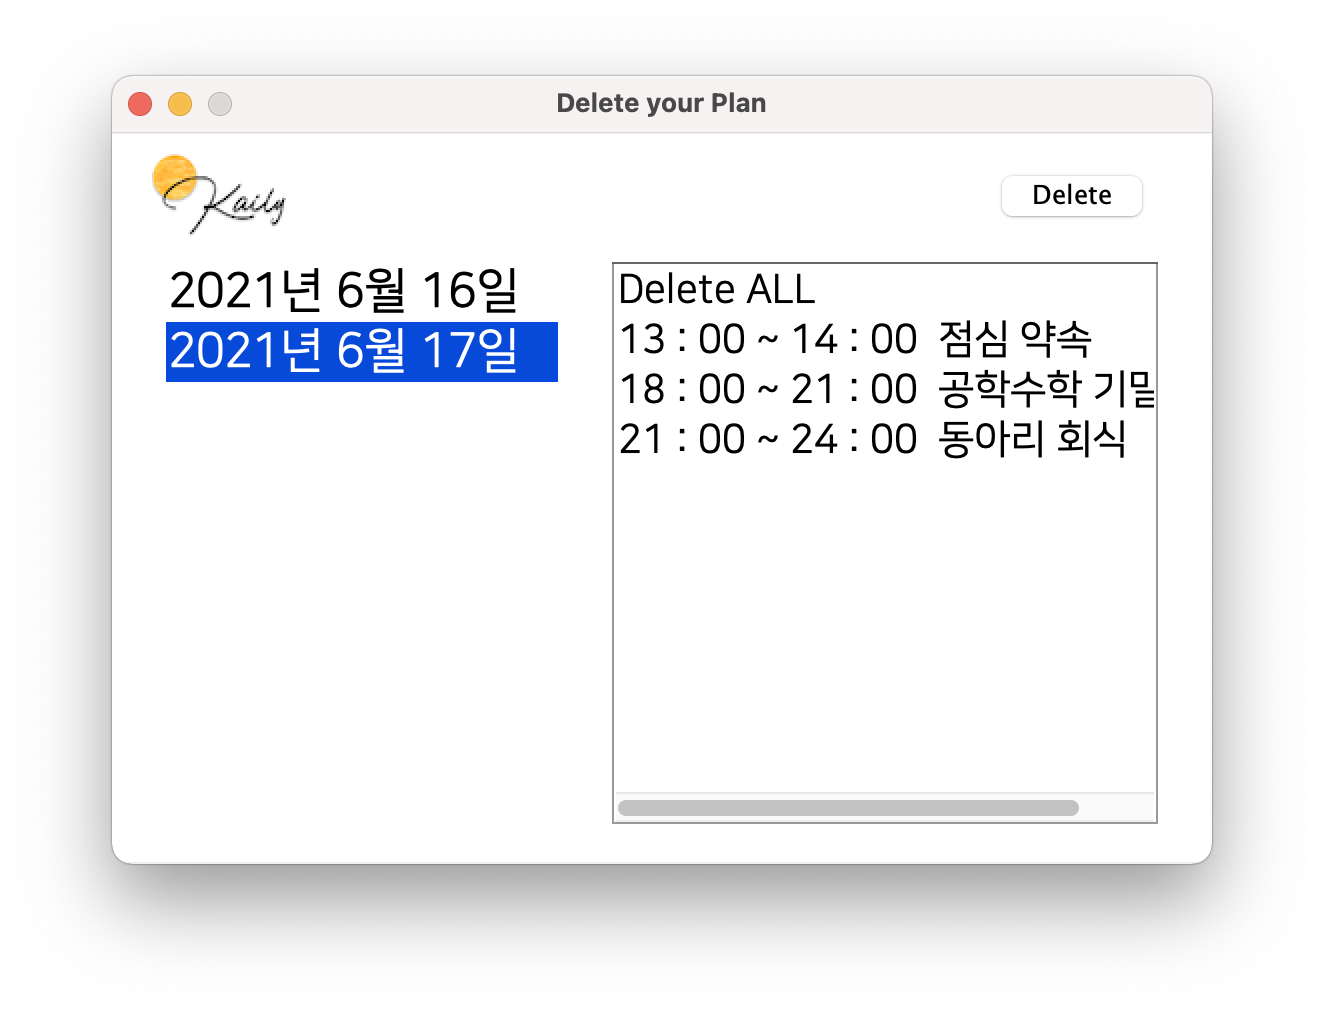 Delete your Plan
Kaily
Delete
2021년 6월 16일
2021년 6월 17일
Delete ALL
13 : 00 ~ 14 : 00 점심 약속
18 : 00 ~ 21 : 00 공학수학
21 : 00 ~ 24 : 00 동아리 회식